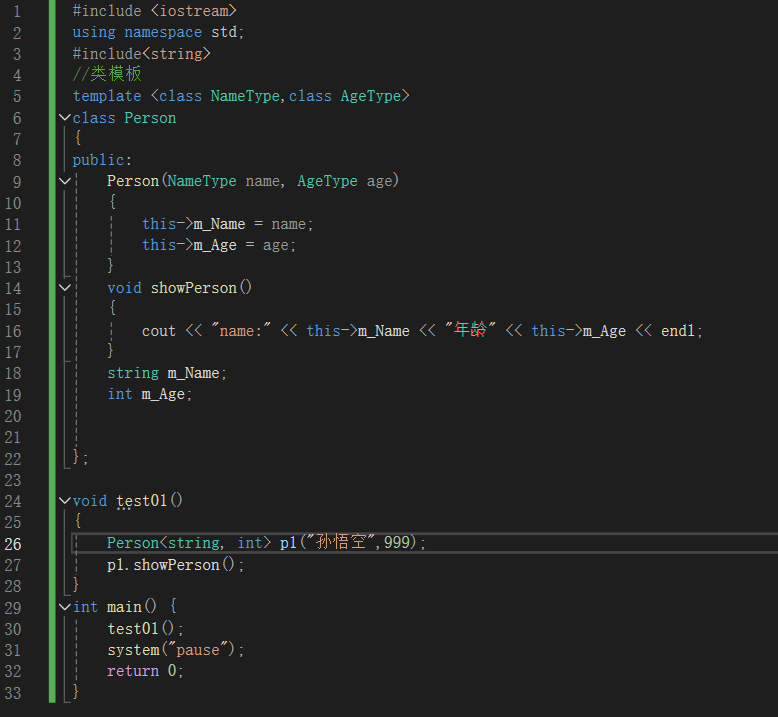 1 #include <iostream>
2 using namespace std;
3 #include<string>
4 //类模板
5 template <class NameType,class AgeType>
6 class Person
7 {
8 public:
9 Person(NameType name, AgeType age)
10 {
11 this->m_Name = name;
12 this->m_Age = age;
13 }
14 void showPerson()
15 {
16 cout << "name:" << this->m_Name << "年龄" << this->m_Age << endl;
17 }
18 string m_Name;
19 int m_Age;
20
21
22 };
23
24 void test01()
25 {
26 Person<string, int> p1("孙悟空",999);
27 p1.showPerson();
28 }
29 int main() {
30 test01();
31 system("pause");
32 return 0;
33 }